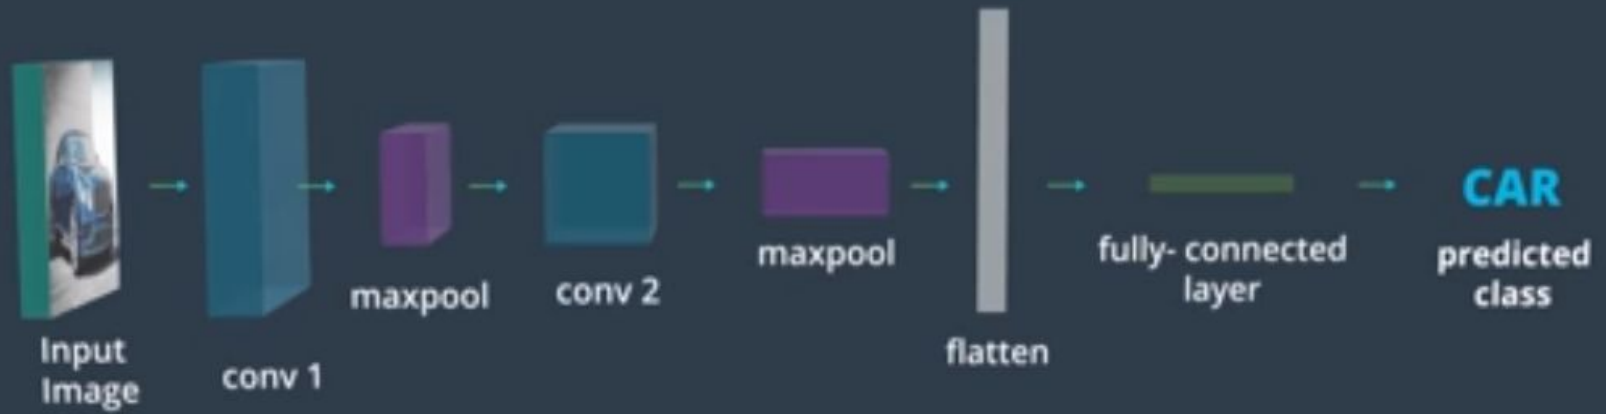 Input
Image
conv 1
maxpool
conv 2
maxpool
flatten
fully- connected
layer
CAR
predicted
class